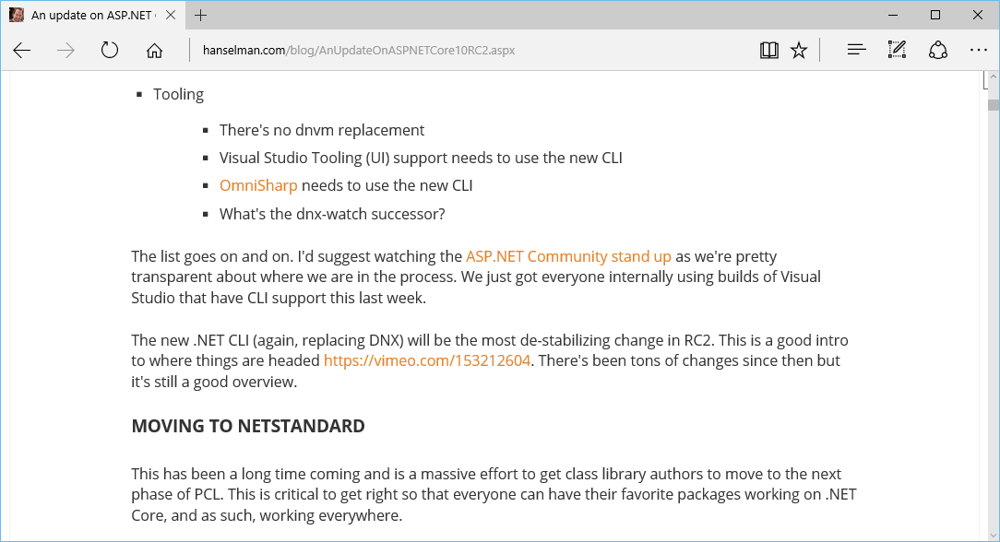 An update on ASP.NET
hanselman.com/blog/AnUpdateOnASPNETCore10RC2.aspx
Tooling
There's no dnvm replacement
Visual Studio Tooling (UI) support needs to use the new CLI
OmniSharp needs to use the new CLI
What's the dnx-watch successor?
The list goes on and on. I'd suggest watching the ASP.NET Community stand up as we're pretty
transparent about where we are in the process. We just got everyone internally using builds of Visual
Studio that have CLI support this last week.
The new .NET CLI (again, replacing DNX) will be the most de-stabilizing change in RC2. This is a good intro
to where things are headed https://vimeo.com/153212604. There's been tons of changes since then but
it's still a good overview.
MOVING TO NETSTANDARD
This has been a long time coming and is a massive effort to get class library authors to move to the next
phase of PCL. This is critical to get right so that everyone can have their favorite packages working on .NET
Core, and as such, working everywhere.